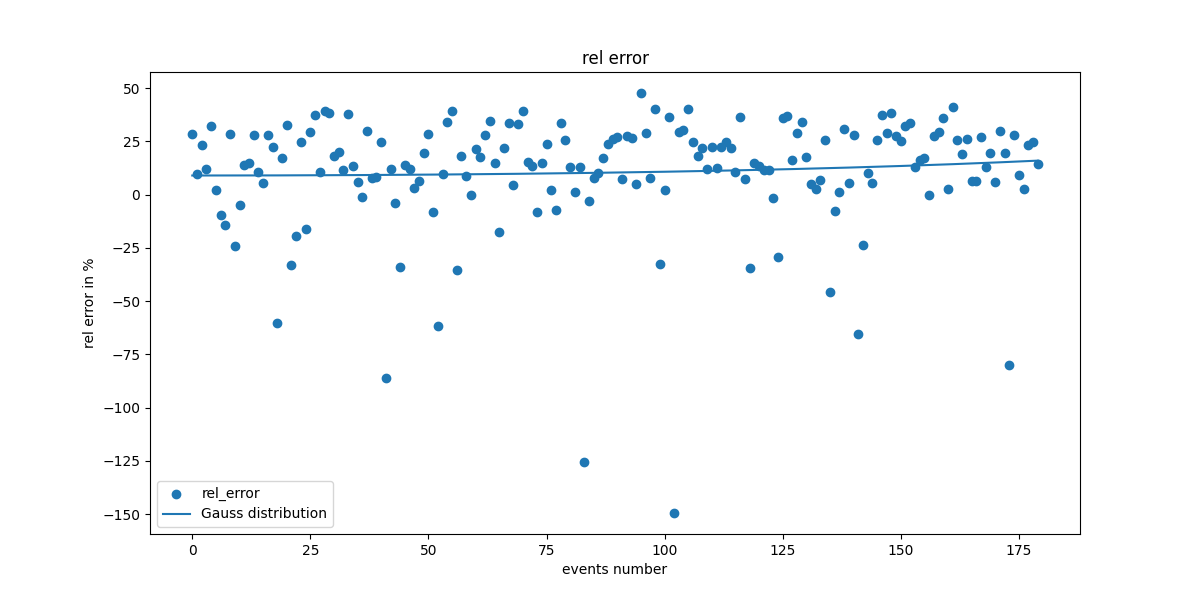 rel error
rel error in %
50
25
0
−25
−50
−75
−100
−125
−150
rel_error
Gauss distribution
0 25 50 75 100 125 150 175
events number